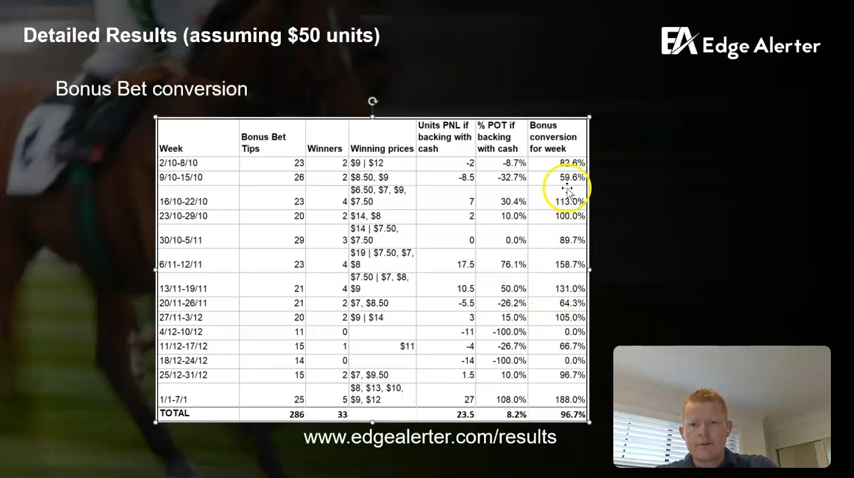 Detailed Results (assuming $50 units)
EA Edge Alerter
Bonus Bet conversion
Week | Bonus Bet Tips | Winners | Winning prices | Units PNL if backing with cash | % POT if backing with cash | Bonus conversion for week
2/10-8/10 23 2 $9 | $12 -2 -8.7% 82.6%
9/10-15/10 26 2 $8.50, $9 -8.5 -32.7% 59.6%
16/10-22/10 23 4 $6.50, $7, $9, $7.50 7 30.4% 113.0%
23/10-29/10 20 2 $14, $8 2 10.0% 100.0%
30/10-5/11 29 3 $14 | $7.50, $7.50 0 0.0% 89.7%
6/11-12/11 23 4 $19 | $7.50, $7, $8 17.5 76.1% 158.7%
13/11-19/11 21 4 $7.50 | $7, $8, $9 10.5 50.0% 131.0%
20/11-26/11 21 2 $7, $8.50 -5.5 -26.2% 64.3%
27/11-3/12 20 2 $9 | $14 3 15.0% 105.0%
4/12-10/12 11 0 -11 -100.0% 0.0%
11/12-17/12 15 1 $11 -4 -26.7% 66.7%
18/12-24/12 14 0 -14 -100.0% 0.0%
25/12-31/12 15 2 $7, $9.50 1.5 10.0% 96.7%
1/1-7/1 25 5 $8, $13, $10, $9, $12 27 108.0% 188.0%
TOTAL 286 33 23.5 8.2% 96.7%
www.edgealerter.com/results